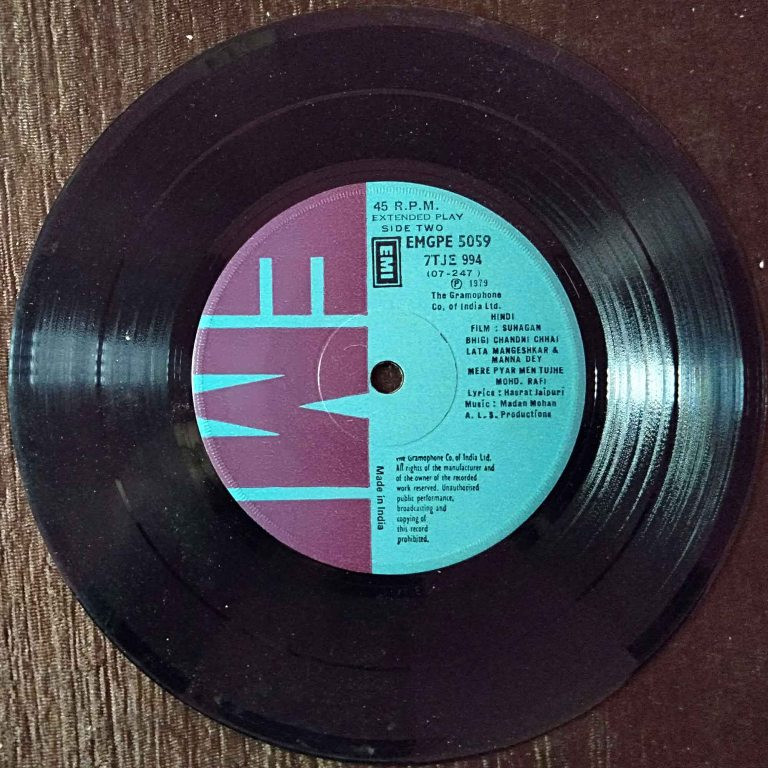 45 R.P.M.
EXTENDED PLAY
SIDE TWO
EMI
EMGPE 5059
7TJE 994
(07-247)
Ⓟ 1979
The Gramophone
Co, of India Ltd.
HINDI
FILM : SUHAGAN
BHIGI CHANDNI CHHAI
LATA MANGESHKAR &
MANNA DEY
MERE PYAR MEN TUJHE
MOHD. RAFI
Lyrics : Hasrat Jaipuri
Music : Madan Mohan
A. L. S. Productions
The Gramophone Co, of India Ltd.
All rights of the manufacturer and
of the owner of the recorded
work reserved. Unauthorised
public performance,
broadcasting and
copying of
this record
prohibited.
Made in India
EMI